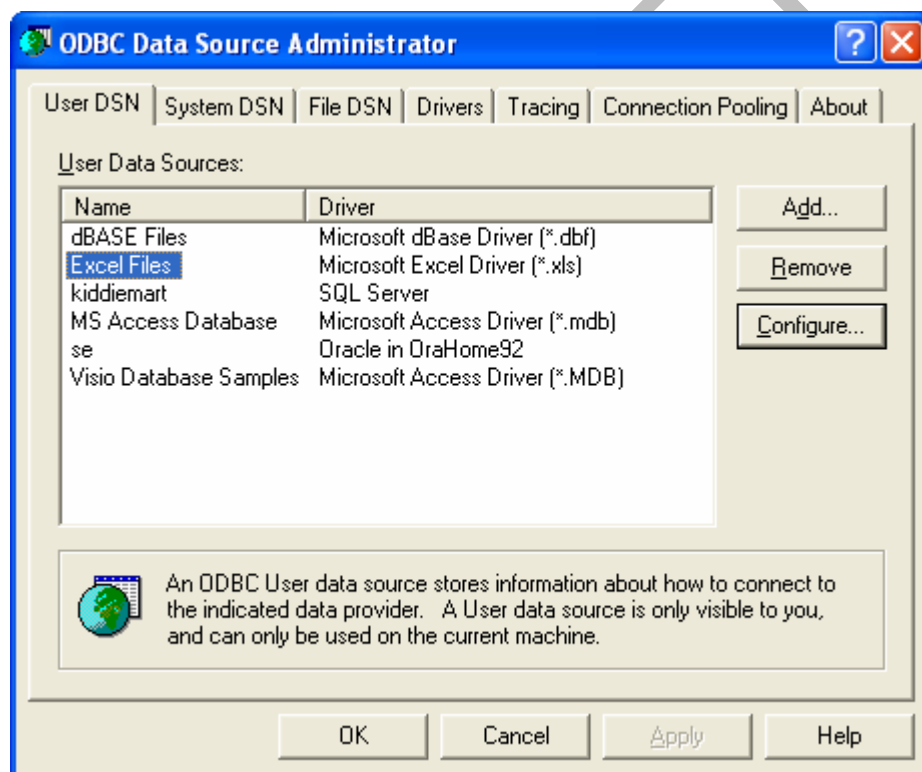 ODBC Data Source Administrator
User DSN System DSN File DSN Drivers Tracing Connection Pooling About
User Data Sources:
Name Driver
dBASE Files Microsoft dBase Driver (*.dbf)
Excel Files Microsoft Excel Driver (*.xls)
kiddiemart SQL Server
MS Access Database Microsoft Access Driver (*.mdb)
se Oracle in OraHome92
Visio Database Samples Microsoft Access Driver (*.MDB)
Add...
Remove
Configure...
An ODBC User data source stores information about how to connect to
the indicated data provider. A User data source is only visible to you,
and can only be used on the current machine.
OK Cancel Apply Help